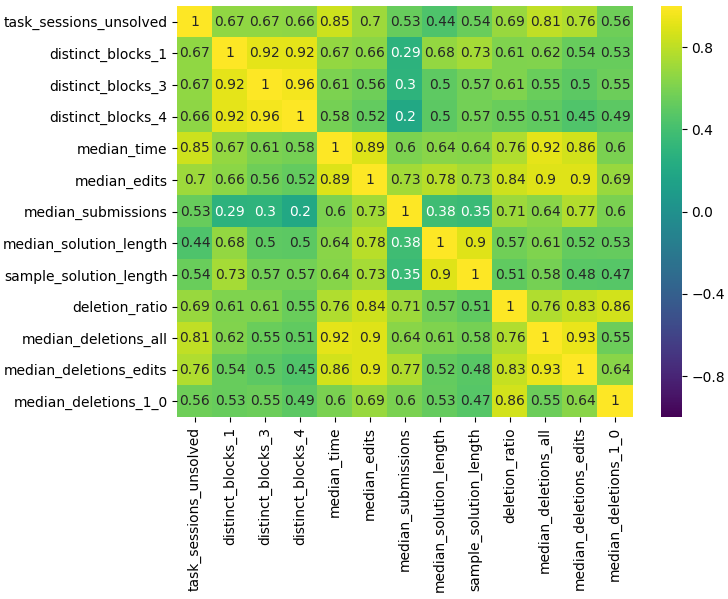 task_sessions_unsolved 1 0.67 0.67 0.66 0.85 0.7 0.53 0.44 0.54 0.69 0.81 0.76 0.56
distinct_blocks_1 0.67 1 0.92 0.92 0.67 0.66 0.29 0.68 0.73 0.61 0.62 0.54 0.53
distinct_blocks_3 0.67 0.92 1 0.96 0.61 0.56 0.3 0.5 0.57 0.61 0.55 0.5 0.55
distinct_blocks_4 0.66 0.92 0.96 1 0.58 0.52 0.2 0.5 0.57 0.55 0.51 0.45 0.49
median_time 0.85 0.67 0.61 0.58 1 0.89 0.6 0.64 0.64 0.76 0.92 0.86 0.6
median_edits 0.7 0.66 0.56 0.52 0.89 1 0.73 0.78 0.73 0.84 0.9 0.9 0.69
median_submissions 0.53 0.29 0.3 0.2 0.6 0.73 1 0.38 0.35 0.71 0.64 0.77 0.6
median_solution_length 0.44 0.68 0.5 0.5 0.64 0.78 0.38 1 0.9 0.57 0.61 0.52 0.53
sample_solution_length 0.54 0.73 0.57 0.57 0.64 0.73 0.35 0.9 1 0.51 0.58 0.48 0.47
deletion_ratio 0.69 0.61 0.61 0.55 0.76 0.84 0.71 0.57 0.51 1 0.76 0.83 0.86
median_deletions_all 0.81 0.62 0.55 0.51 0.92 0.9 0.64 0.61 0.58 0.76 1 0.93 0.55
median_deletions_edits 0.76 0.54 0.5 0.45 0.86 0.9 0.77 0.52 0.48 0.83 0.93 1 0.64
median_deletions_1_0 0.56 0.53 0.55 0.49 0.6 0.69 0.6 0.53 0.47 0.86 0.55 0.64 1
task_sessions_unsolved
distinct_blocks_1
distinct_blocks_3
distinct_blocks_4
median_time
median_edits
median_submissions
median_solution_length
sample_solution_length
deletion_ratio
median_deletions_all
median_deletions_edits
median_deletions_1_0
0.8
0.4
0.0
−0.4
−0.8